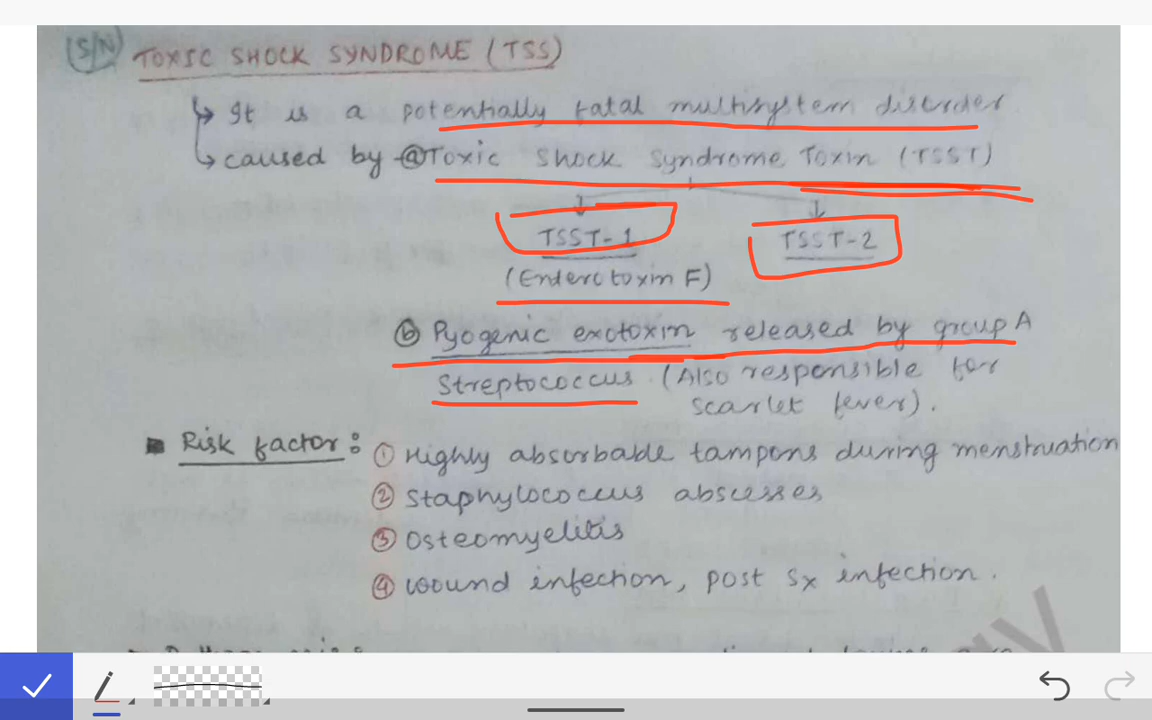 (S/N) TOXIC SHOCK SYNDROME (TSS)
↳ It is a potentially fatal multisystem disorder
↳ caused by ⓐ Toxic Shock Syndrome Toxin (TSST)
TSST-1 TSST-2
(Enterotoxin F)
ⓑ Pyogenic exotoxin released by group A
Streptococcus. (Also responsible for
scarlet fever).
Risk factor:
① Highly absorbable tampons during menstruation
② Staphylococcus abscesses
③ Osteomyelitis
④ Wound infection, post Sx infection.